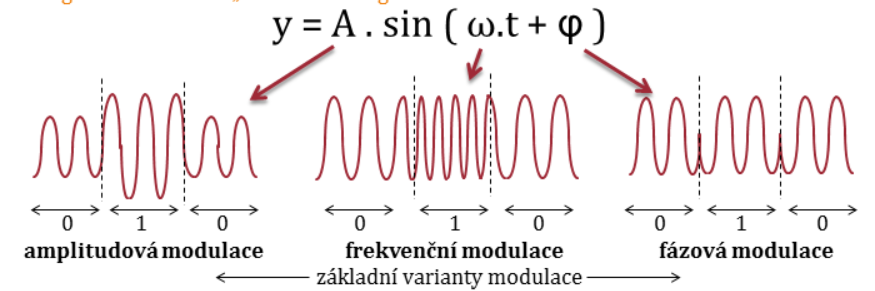 y = A . sin ( ω.t + φ )
0 1 0 0 1 0 0 1 0
amplitudová modulace frekvenční modulace fázová modulace
základní varianty modulace